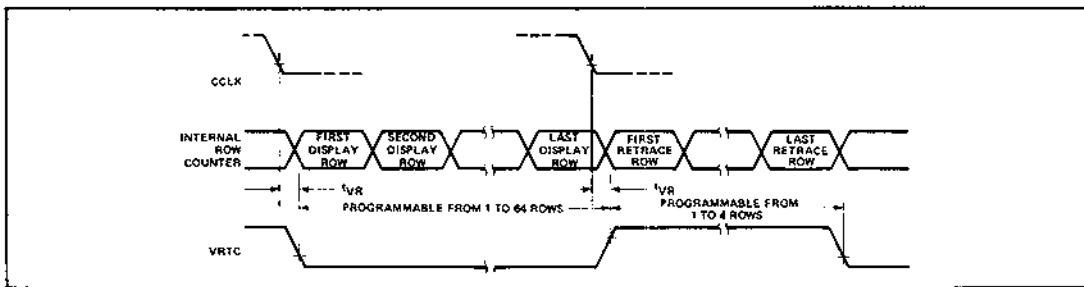 CCLK
INTERNAL
ROW
COUNTER
FIRST
DISPLAY
ROW
SECOND
DISPLAY
ROW
LAST
DISPLAY
ROW
FIRST
RETRACE
ROW
LAST
RETRACE
ROW
tVR
tVR
PROGRAMMABLE FROM 1 TO 64 ROWS
PROGRAMMABLE FROM
1 TO 4 ROWS
VRTC